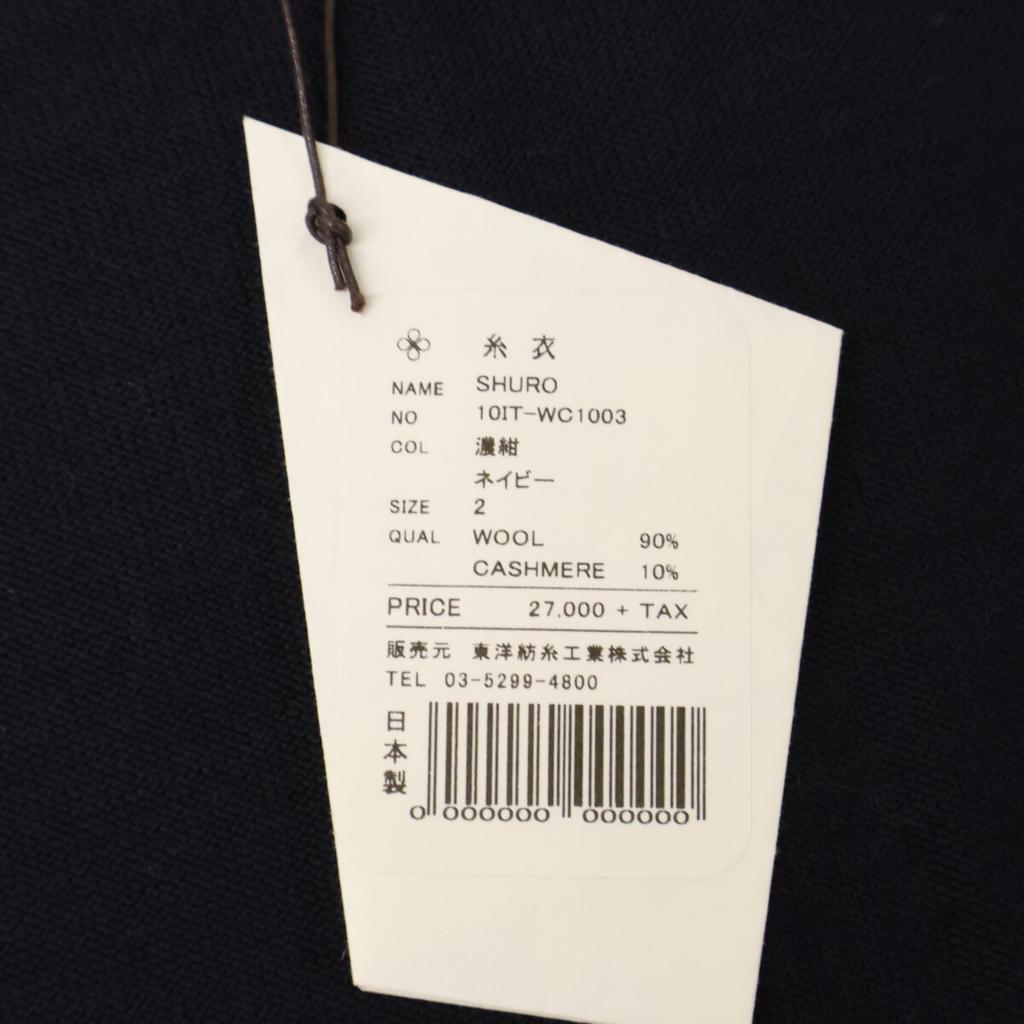 糸衣
NAME SHURO
NO 10IT-WC1003
COL 濃紺
ネイビー
SIZE 2
QUAL WOOL 90%
CASHMERE 10%
PRICE 27,000 + TAX
販売元 東洋紡糸工業株式会社
TEL 03-5299-4800
日本製
0 000000 000000